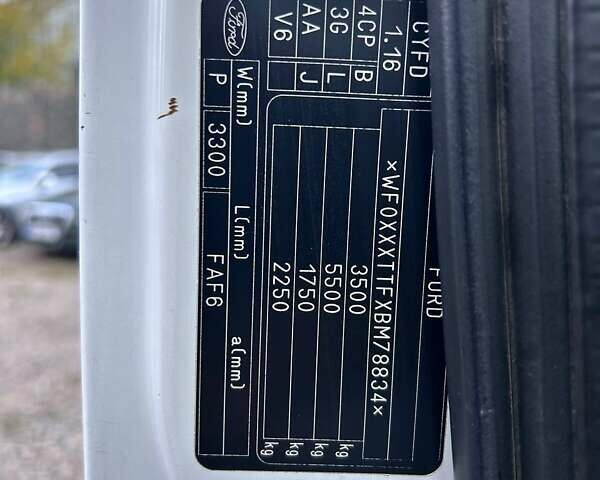 FORD
CYFD
1.16
*WF0XXXTTFXBM78834*
4CP B 3500 kg
3G L 5500 kg
AA J 1750 kg
V6 2250 kg
Ford W(mm) L(mm) a(mm)
P 3300 FAF6